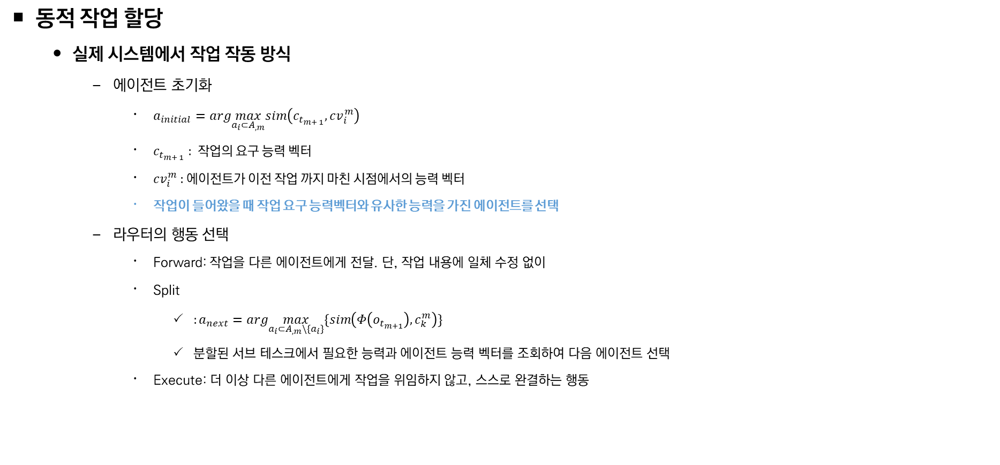 ■ 동적 작업 할당
● 실제 시스템에서 작업 작동 방식
– 에이전트 초기화
· a_initial = arg max_{a_i⊂A,m} sim(c_{t_{m+1}}, cv_i^m)
· c_{t_{m+1}} : 작업의 요구 능력 벡터
· cv_i^m : 에이전트가 이전 작업 까지 마친 시점에서의 능력 벡터
· 작업이 들어왔을 때 작업 요구 능력벡터와 유사한 능력을 가진 에이전트를 선택
– 라우터의 행동 선택
· Forward: 작업을 다른 에이전트에게 전달. 단, 작업 내용에 일체 수정 없이
· Split
✓ : a_next = arg max_{a_i⊂A,m\{a_i}} {sim(Φ(o_{t_{m+1}}), c_k^m)}
✓ 분할된 서브 테스크에서 필요한 능력과 에이전트 능력 벡터를 조회하여 다음 에이전트 선택
· Execute: 더 이상 다른 에이전트에게 작업을 위임하지 않고, 스스로 완결하는 행동